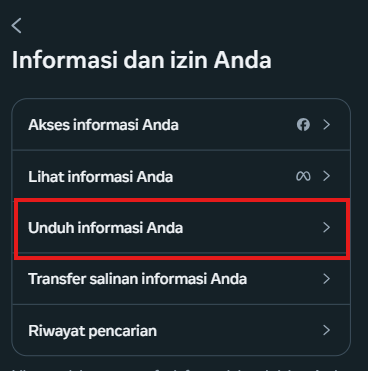 Informasi dan izin Anda
Akses informasi Anda
Lihat informasi Anda
Unduh informasi Anda
Transfer salinan informasi Anda
Riwayat pencarian